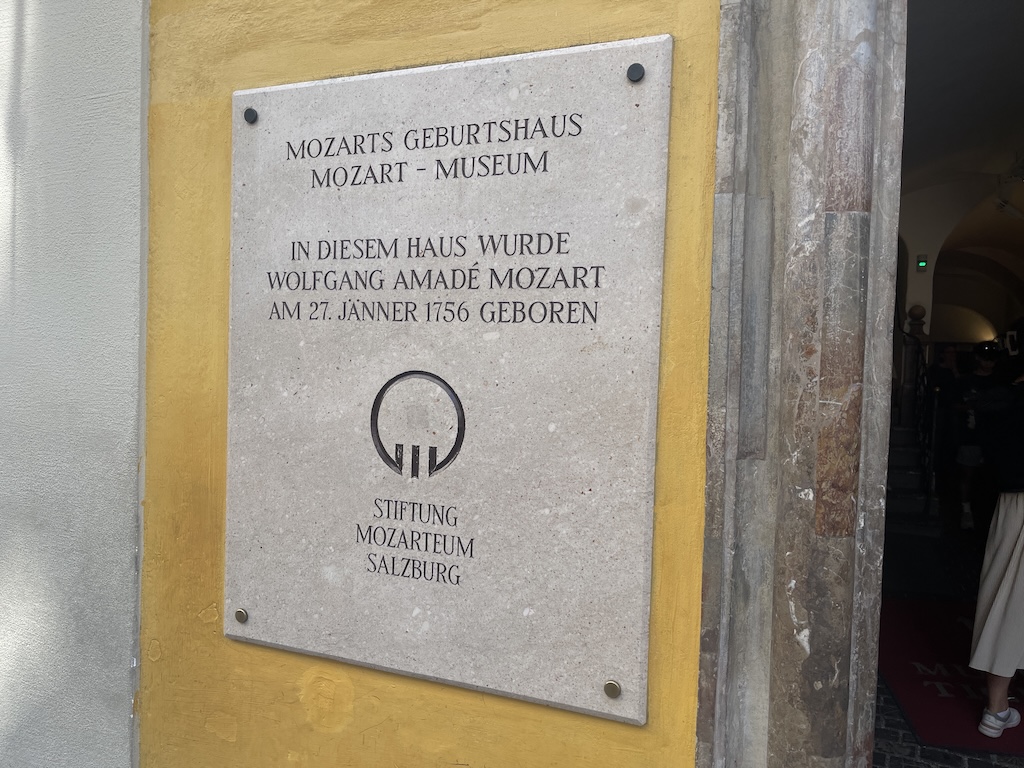 MOZARTS GEBURTSHAUS
MOZART - MUSEUM
IN DIESEM HAUS WURDE
WOLFGANG AMADÉ MOZART
AM 27. JÄNNER 1756 GEBOREN
STIFTUNG
MOZARTEUM
SALZBURG